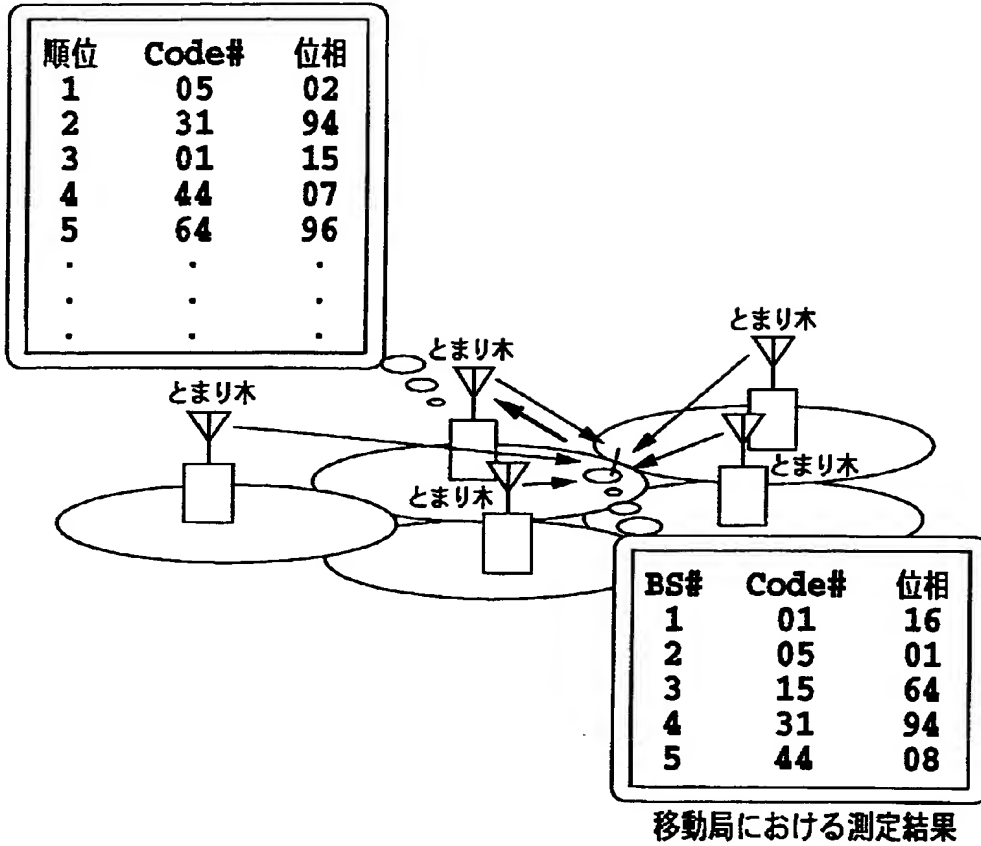 順位 Code# 位相
1 05 02
2 31 94
3 01 15
4 44 07
5 64 96
. . .
. . .
. . .
とまり木
とまり木
とまり木
とまり木
とまり木
BS# Code# 位相
1 01 16
2 05 01
3 15 64
4 31 94
5 44 08
移動局における測定結果